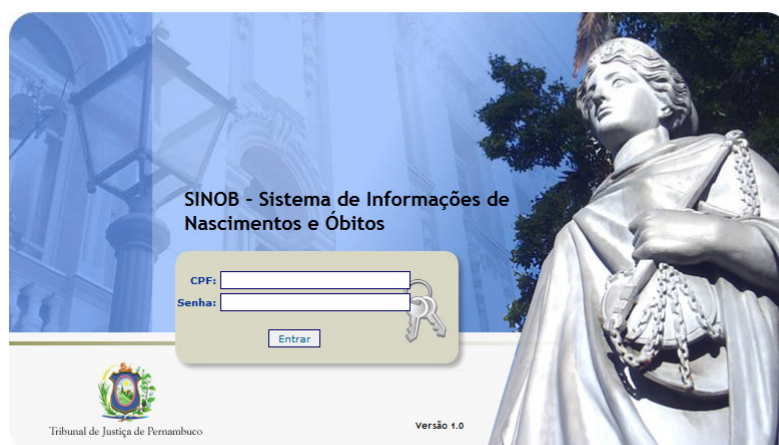 SINOB - Sistema de Informações de
Nascimentos e Óbitos
CPF:
Senha:
Entrar
Tribunal de Justiça de Pernambuco
Versão 1.0